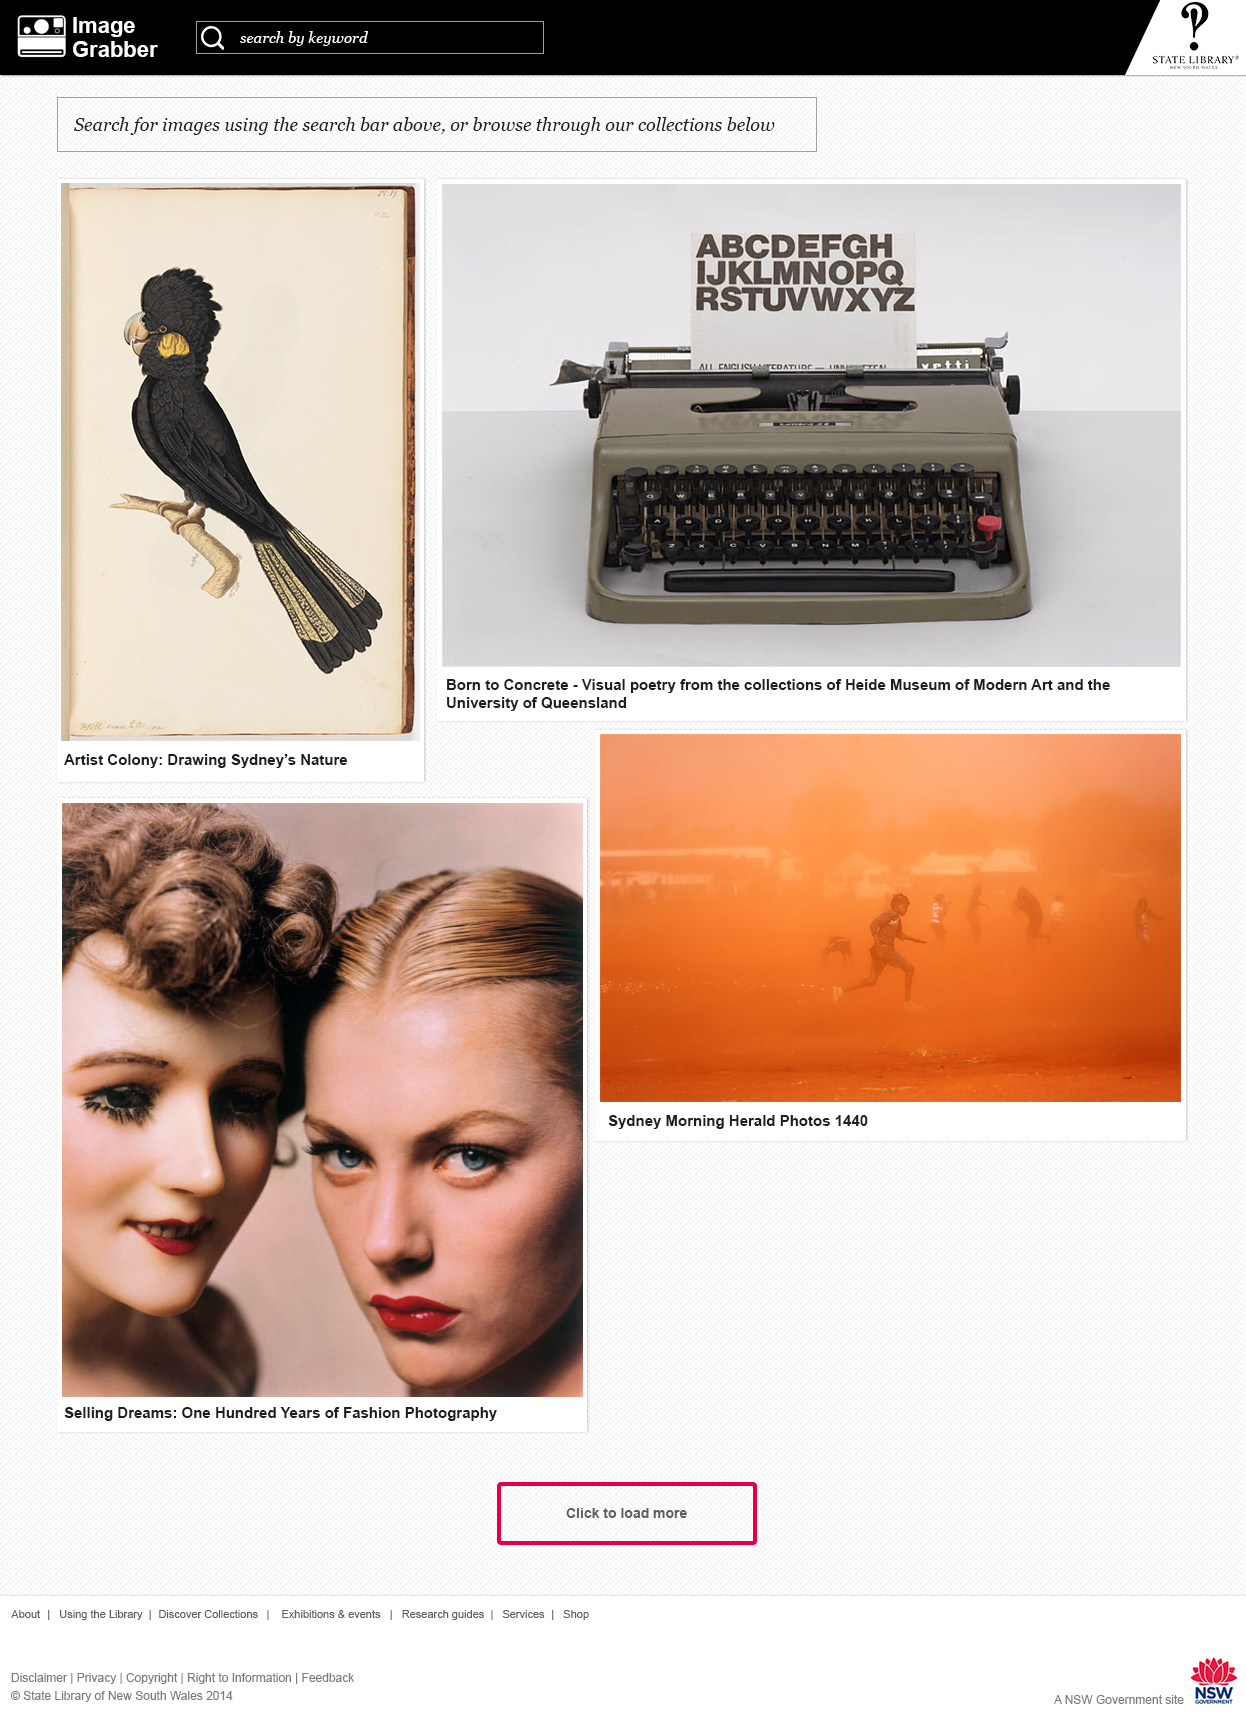 Image
Grabber
search by keyword
STATE LIBRARY®
NEW SOUTH WALES
Search for images using the search bar above, or browse through our collections below
ABCDEFGH
IJKLMNOPQ
RSTUVWXYZ
ALL ENGLISH LITERATURE —
Artist Colony: Drawing Sydney's Nature
Born to Concrete - Visual poetry from the collections of Heide Museum of Modern Art and the
University of Queensland
Sydney Morning Herald Photos 1440
Selling Dreams: One Hundred Years of Fashion Photography
Click to load more
About | Using the Library | Discover Collections | Exhibitions & events | Research guides | Services | Shop
Disclaimer | Privacy | Copyright | Right to Information | Feedback
© State Library of New South Wales 2014
A NSW Government site
NSW
GOVERNMENT